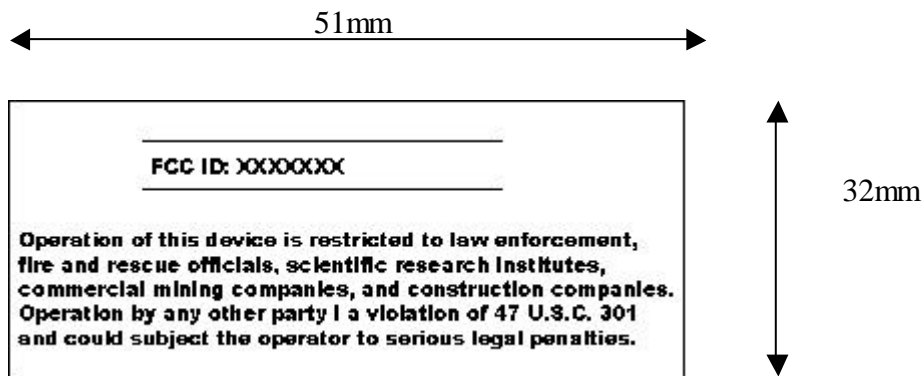 51mm
FCC ID: XXXXXXX
32mm
Operation of this device is restricted to law enforcement,
fire and rescue officials, scientific research institutes,
commercial mining companies, and construction companies.
Operation by any other party I a violation of 47 U.S.C. 301
and could subject the operator to serious legal penalties.